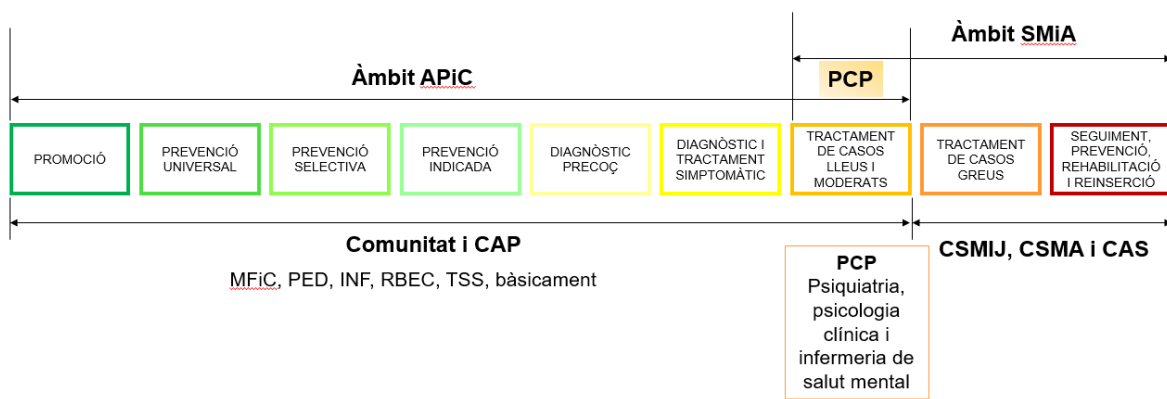 Àmbit SMiA
Àmbit APiC
PCP
PROMOCIÓ
PREVENCIÓ
UNIVERSAL
PREVENCIÓ
SELECTIVA
PREVENCIÓ
INDICADA
DIAGNÒSTIC
PRECOÇ
DIAGNÒSTIC I
TRACTAMENT
SIMPTOMÀTIC
TRACTAMENT
DE CASOS
LLEUS I
MODERATS
TRACTAMENT
DE CASOS
GREUS
SEGUIMENT,
PREVENCIÓ,
REHABILITACIÓ
I REINSERCIÓ
Comunitat i CAP
MFiC, PED, INF, RBEC, TSS, bàsicament
PCP
Psiquiatria,
psicologia
clínica i
infermeria de
salut mental
CSMIJ, CSMA i CAS